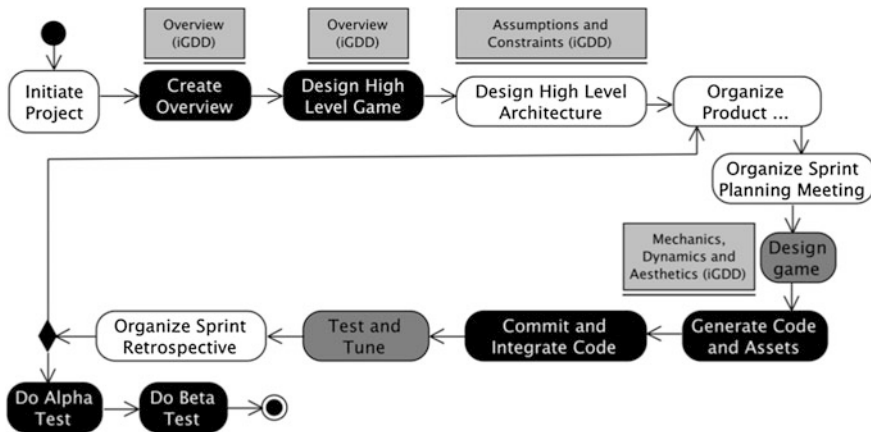 Overview
(iGDD)
Overview
(iGDD)
Assumptions and
Constraints (iGDD)
Initiate
Project
Create
Overview
Design High
Level Game
Design High Level
Architecture
Organize
Product ...
Organize Sprint
Planning Meeting
Mechanics,
Dynamics and
Aesthetics (iGDD)
Design
game
Organize Sprint
Retrospective
Test and
Tune
Commit and
Integrate Code
Generate Code
and Assets
Do Alpha
Test
Do Beta
Test